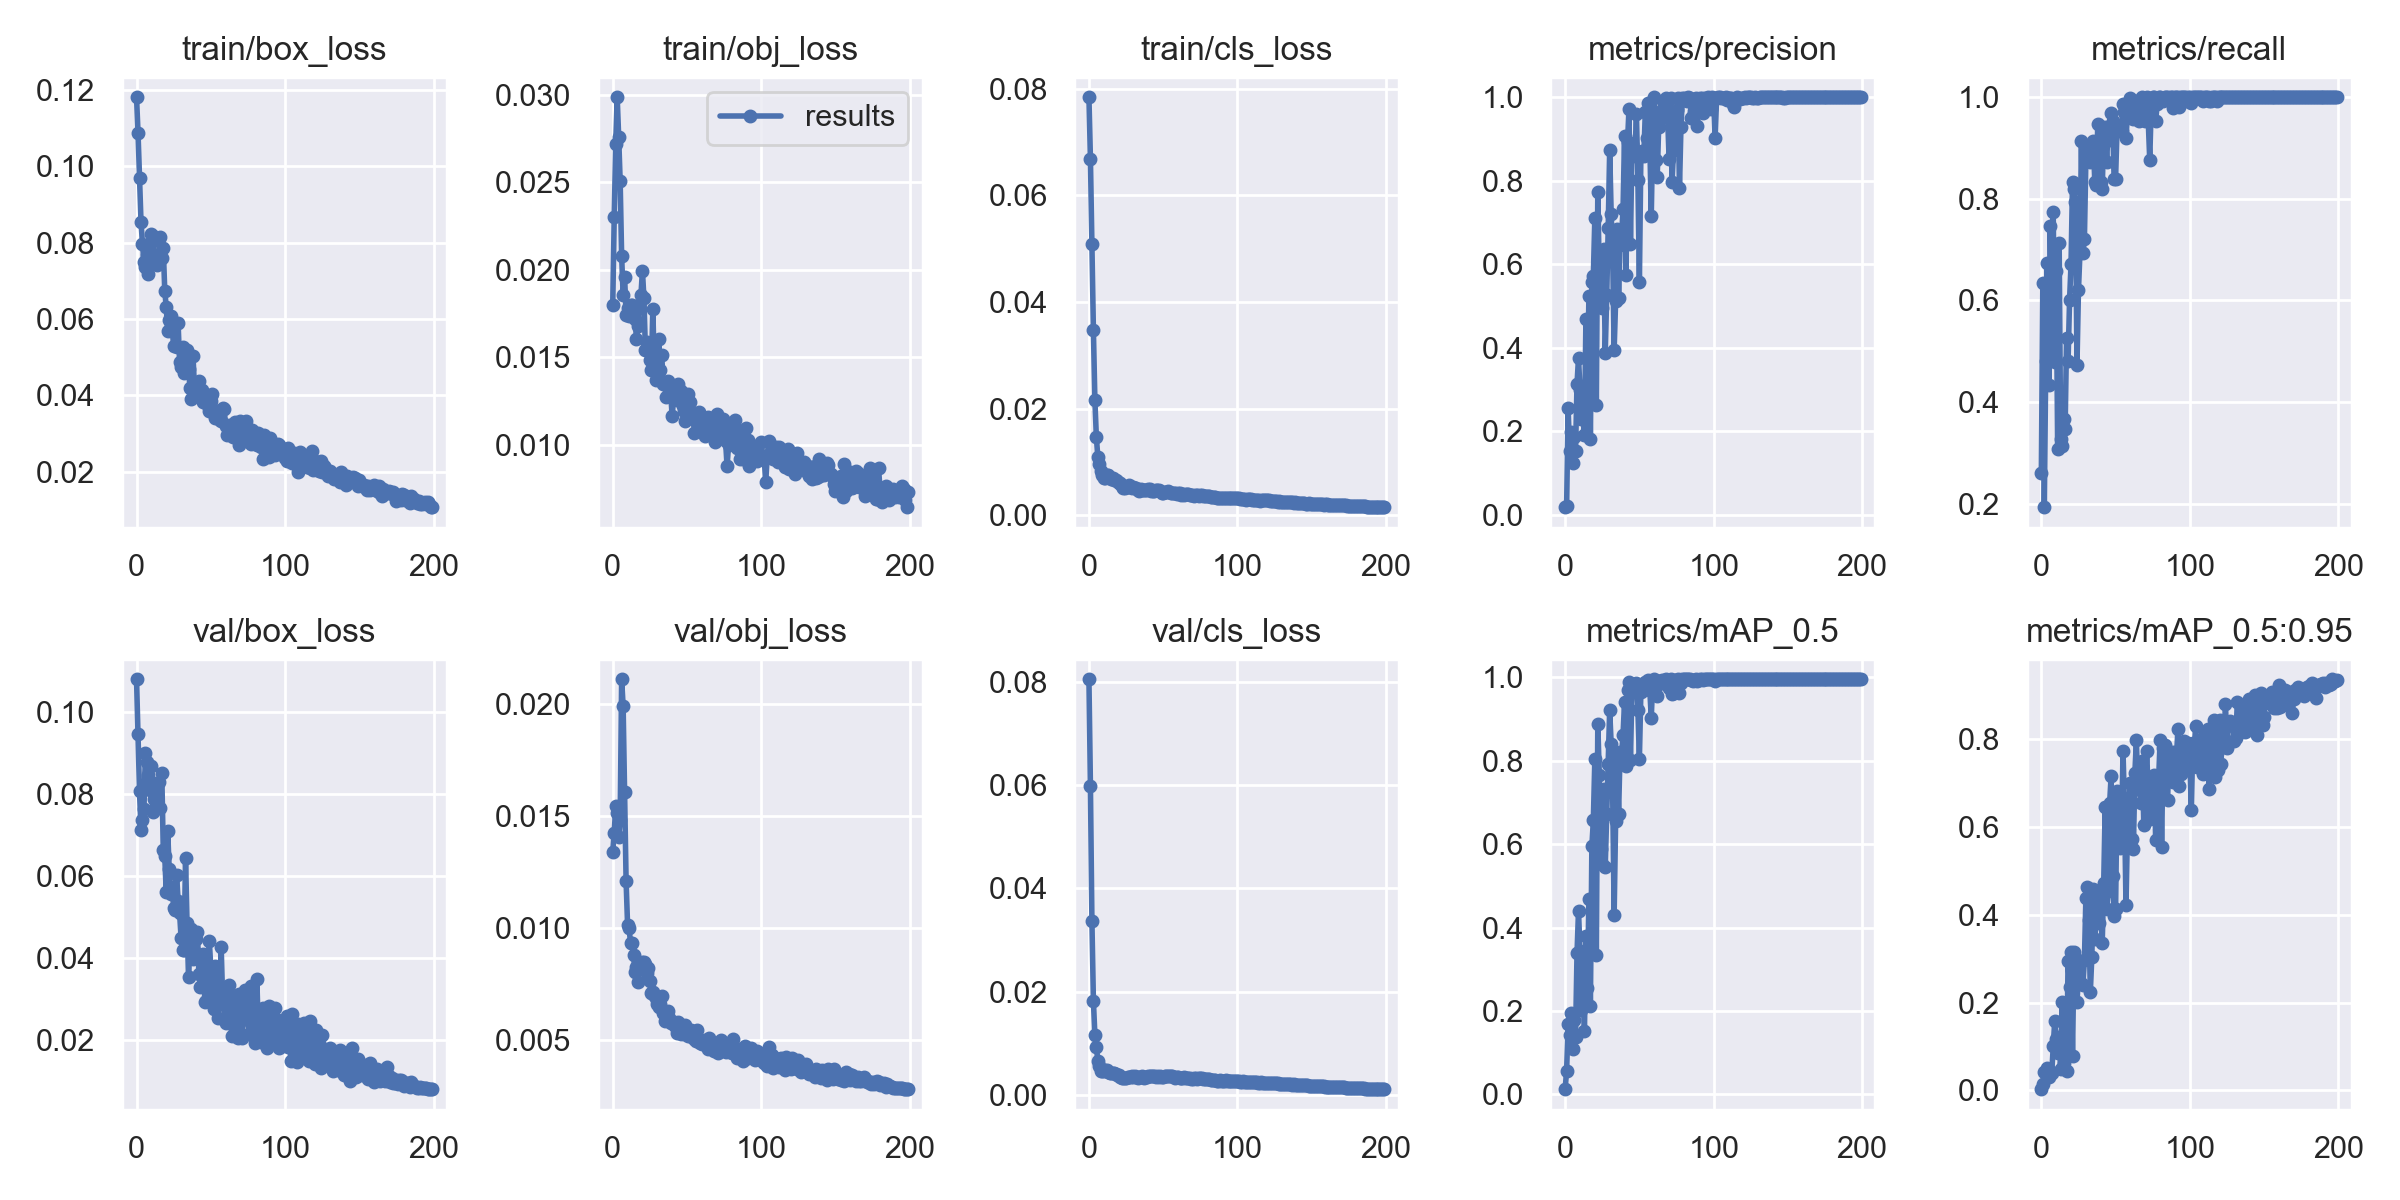 train/box_loss
train/obj_loss
train/cls_loss
metrics/precision
metrics/recall
0.12
0.10
0.08
0.06
0.04
0.02
0 100 200
0.030
0.025
0.020
0.015
0.010
results
0 100 200
0.08
0.06
0.04
0.02
0.00
0 100 200
1.0
0.8
0.6
0.4
0.2
0.0
0 100 200
1.0
0.8
0.6
0.4
0.2
0 100 200
val/box_loss
val/obj_loss
val/cls_loss
metrics/mAP_0.5
metrics/mAP_0.5:0.95
0.10
0.08
0.06
0.04
0.02
0 100 200
0.020
0.015
0.010
0.005
0 100 200
0.08
0.06
0.04
0.02
0.00
0 100 200
1.0
0.8
0.6
0.4
0.2
0.0
0 100 200
0.8
0.6
0.4
0.2
0.0
0 100 200